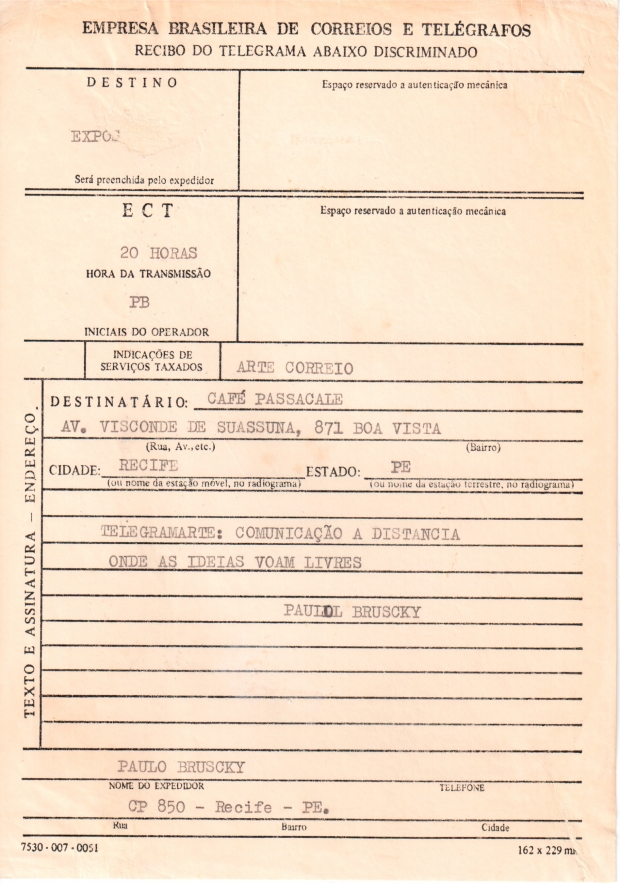 EMPRESA BRASILEIRA DE CORREIOS E TELÉGRAFOS
RECIBO DO TELEGRAMA ABAIXO DISCRIMINADO
DESTINO
Espaço reservado a autenticação mecânica
EXPOS
Será preenchida pelo expedidor
ECT
Espaço reservado a autenticação mecânica
20 HORAS
HORA DA TRANSMISSÃO
PB
INICIAIS DO OPERADOR
INDICAÇÕES DE
SERVIÇOS TAXADOS
ARTE CORREIO
TEXTO E ASSINATURA – ENDEREÇO.
DESTINATÁRIO: CAFÉ PASSACALE
AV. VISCONDE DE SUASSUNA, 871 BOA VISTA
(Rua, Av., etc.) (Bairro)
CIDADE: RECIFE ESTADO: PE
(ou nome da estação móvel, no radiograma) (ou nome da estação terrestre, no radiograma)
TELEGRAMARTE: COMUNICAÇÃO A DISTANCIA
ONDE AS IDEIAS VOAM LIVRES
BRUSCKY
PAULO BRUSCKY
NOME DO EXPEDIDOR TELEFONE
CP 850 - Recife - PE.
Rua Bairro Cidade
7530 - 007 - 0051 162 x 229 mm